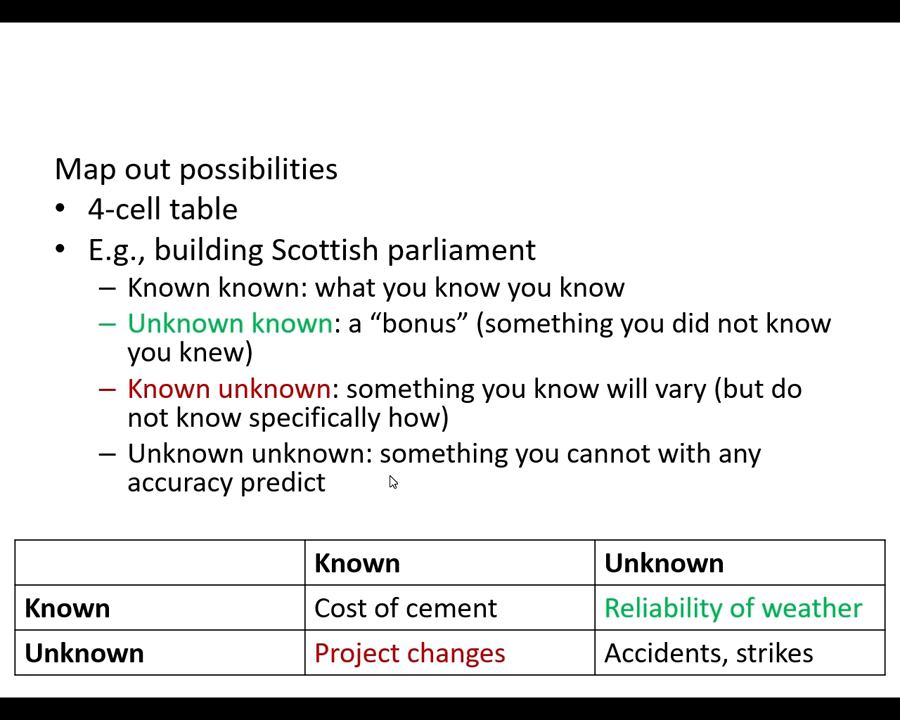 Map out possibilities
• 4-cell table
• E.g., building Scottish parliament
– Known known: what you know you know
– Unknown known: a “bonus” (something you did not know
you knew)
– Known unknown: something you know will vary (but do
not know specifically how)
– Unknown unknown: something you cannot with any
accuracy predict
Known Unknown
Known Cost of cement Reliability of weather
Unknown Project changes Accidents, strikes